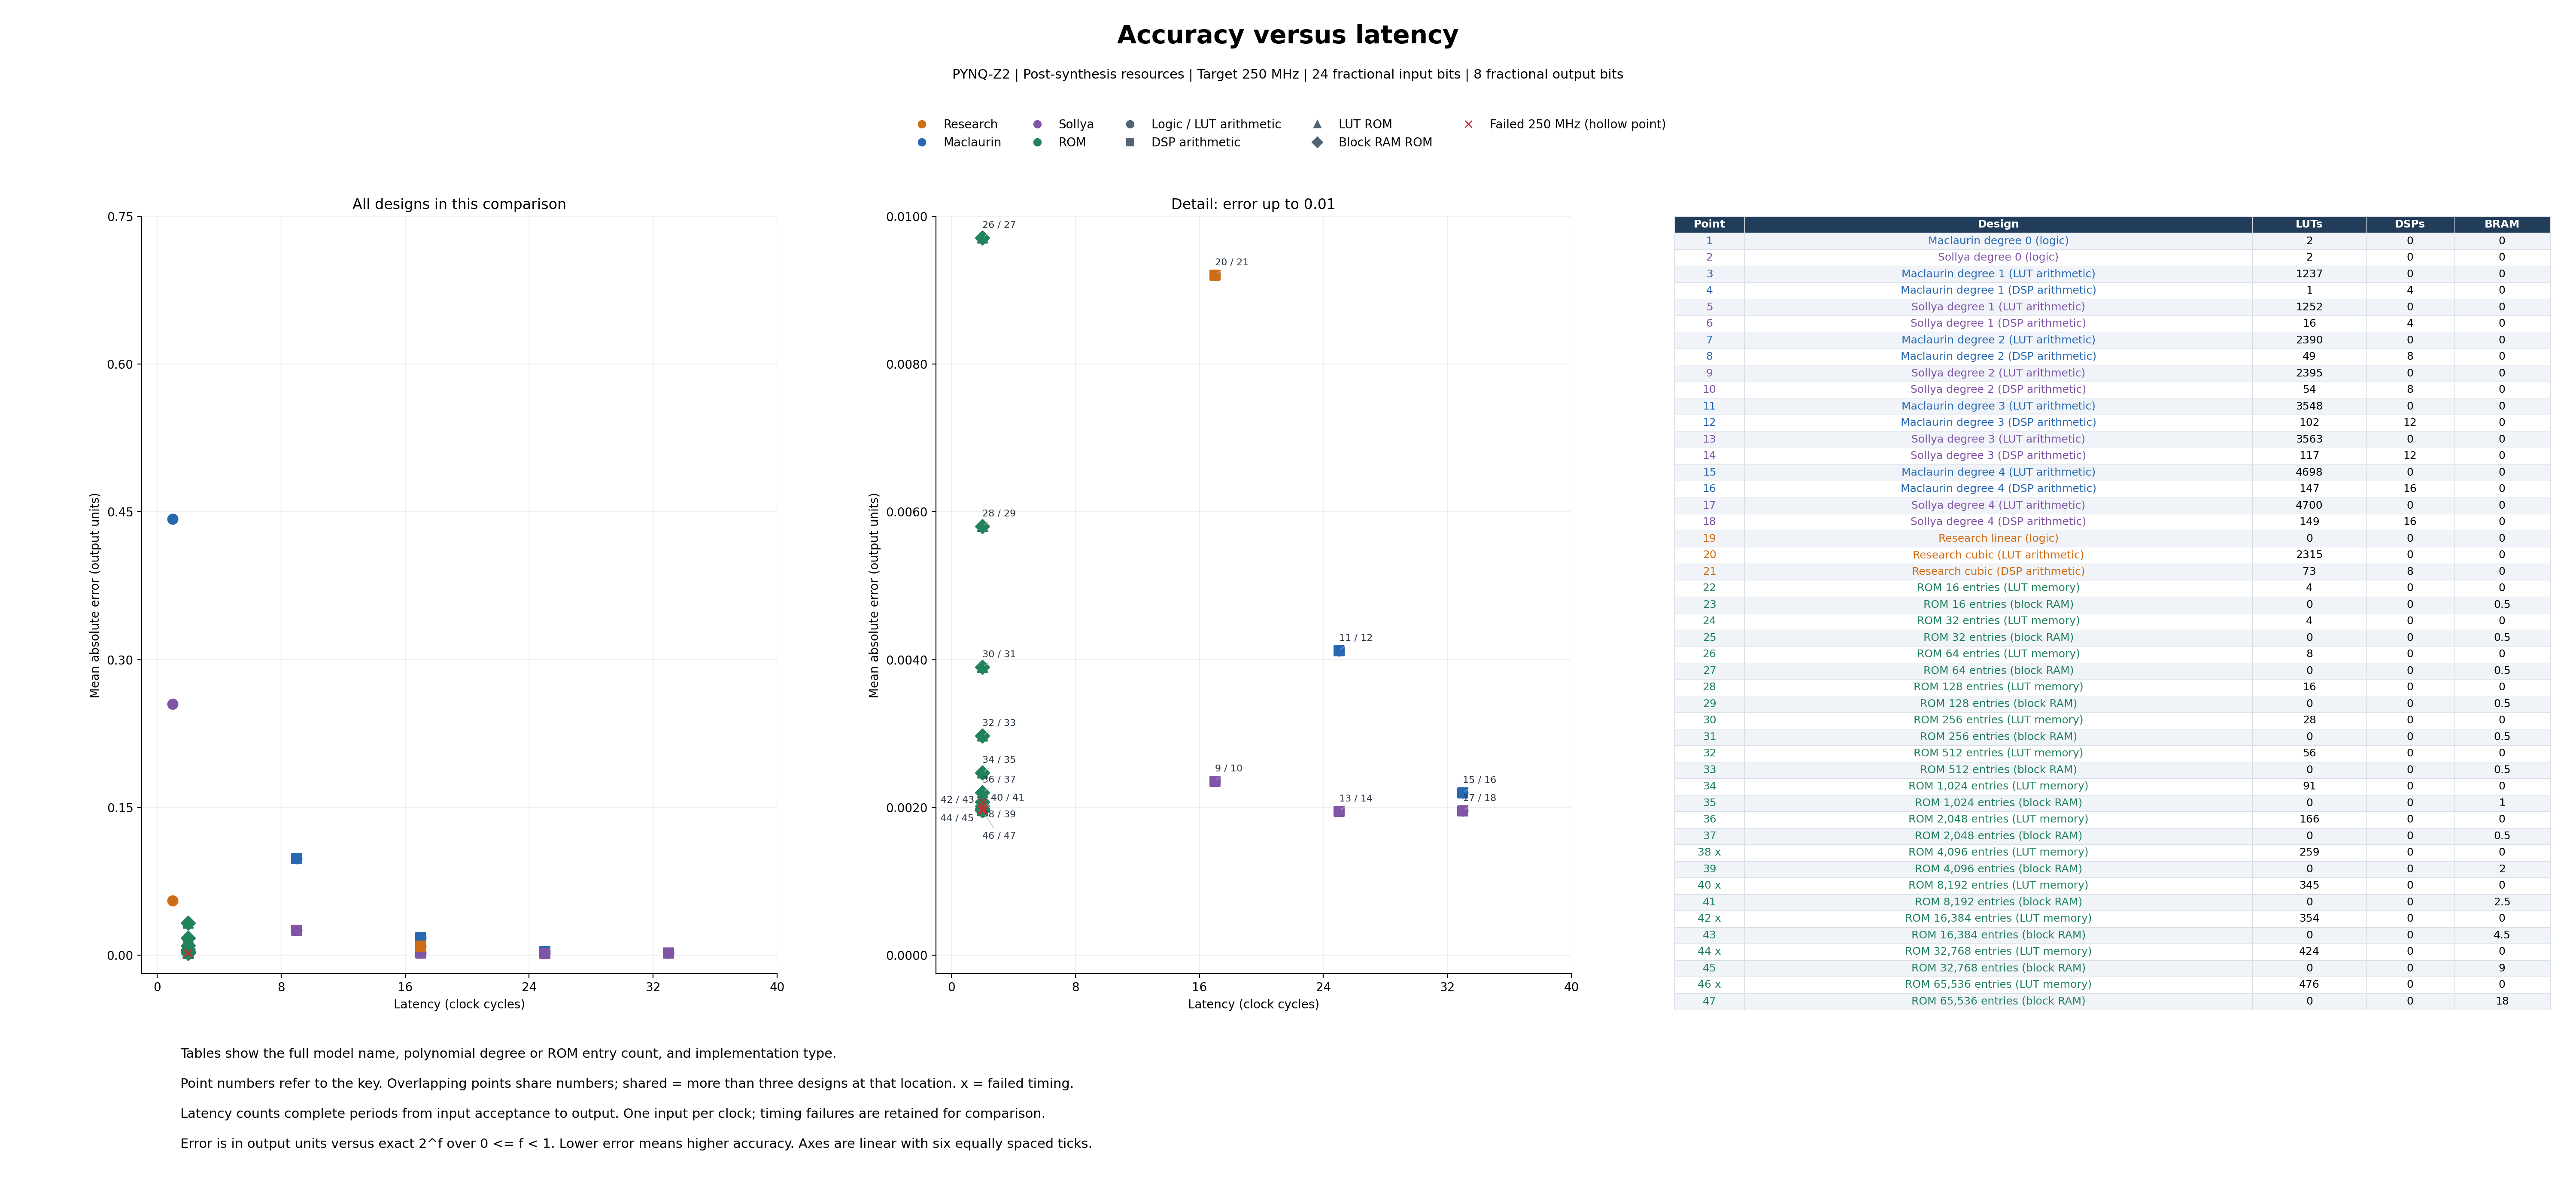 Accuracy versus latency
PYNQ-Z2 | Post-synthesis resources | Target 250 MHz | 24 fractional input bits | 8 fractional output bits
Research Sollya Logic / LUT arithmetic LUT ROM Failed 250 MHz (hollow point)
Maclaurin ROM DSP arithmetic Block RAM ROM
All designs in this comparison
0.75
0.60
0.45
0.30
0.15
0.00
Mean absolute error (output units)
0 8 16 24 32 40
Latency (clock cycles)
Detail: error up to 0.01
0.0100
0.0080
0.0060
0.0040
0.0020
0.0000
Mean absolute error (output units)
26 / 27
20 / 21
28 / 29
11 / 12
30 / 31
32 / 33
34 / 35
9 / 10
36 / 37
15 / 16
42 / 43
40 / 41
13 / 14
17 / 18
44 / 45
38 / 39
46 / 47
0 8 16 24 32 40
Latency (clock cycles)
Point Design LUTs DSPs BRAM
1 Maclaurin degree 0 (logic) 2 0 0
2 Sollya degree 0 (logic) 2 0 0
3 Maclaurin degree 1 (LUT arithmetic) 1237 0 0
4 Maclaurin degree 1 (DSP arithmetic) 1 4 0
5 Sollya degree 1 (LUT arithmetic) 1252 0 0
6 Sollya degree 1 (DSP arithmetic) 16 4 0
7 Maclaurin degree 2 (LUT arithmetic) 2390 0 0
8 Maclaurin degree 2 (DSP arithmetic) 49 8 0
9 Sollya degree 2 (LUT arithmetic) 2395 0 0
10 Sollya degree 2 (DSP arithmetic) 54 8 0
11 Maclaurin degree 3 (LUT arithmetic) 3548 0 0
12 Maclaurin degree 3 (DSP arithmetic) 102 12 0
13 Sollya degree 3 (LUT arithmetic) 3563 0 0
14 Sollya degree 3 (DSP arithmetic) 117 12 0
15 Maclaurin degree 4 (LUT arithmetic) 4698 0 0
16 Maclaurin degree 4 (DSP arithmetic) 147 16 0
17 Sollya degree 4 (LUT arithmetic) 4700 0 0
18 Sollya degree 4 (DSP arithmetic) 149 16 0
19 Research linear (logic) 0 0 0
20 Research cubic (LUT arithmetic) 2315 0 0
21 Research cubic (DSP arithmetic) 73 8 0
22 ROM 16 entries (LUT memory) 4 0 0
23 ROM 16 entries (block RAM) 0 0 0.5
24 ROM 32 entries (LUT memory) 4 0 0
25 ROM 32 entries (block RAM) 0 0 0.5
26 ROM 64 entries (LUT memory) 8 0 0
27 ROM 64 entries (block RAM) 0 0 0.5
28 ROM 128 entries (LUT memory) 16 0 0
29 ROM 128 entries (block RAM) 0 0 0.5
30 ROM 256 entries (LUT memory) 28 0 0
31 ROM 256 entries (block RAM) 0 0 0.5
32 ROM 512 entries (LUT memory) 56 0 0
33 ROM 512 entries (block RAM) 0 0 0.5
34 ROM 1,024 entries (LUT memory) 91 0 0
35 ROM 1,024 entries (block RAM) 0 0 1
36 ROM 2,048 entries (LUT memory) 166 0 0
37 ROM 2,048 entries (block RAM) 0 0 0.5
38 x ROM 4,096 entries (LUT memory) 259 0 0
39 ROM 4,096 entries (block RAM) 0 0 2
40 x ROM 8,192 entries (LUT memory) 345 0 0
41 ROM 8,192 entries (block RAM) 0 0 2.5
42 x ROM 16,384 entries (LUT memory) 354 0 0
43 ROM 16,384 entries (block RAM) 0 0 4.5
44 x ROM 32,768 entries (LUT memory) 424 0 0
45 ROM 32,768 entries (block RAM) 0 0 9
46 x ROM 65,536 entries (LUT memory) 476 0 0
47 ROM 65,536 entries (block RAM) 0 0 18
Tables show the full model name, polynomial degree or ROM entry count, and implementation type.
Point numbers refer to the key. Overlapping points share numbers; shared = more than three designs at that location. x = failed timing.
Latency counts complete periods from input acceptance to output. One input per clock; timing failures are retained for comparison.
Error is in output units versus exact 2^f over 0 <= f < 1. Lower error means higher accuracy. Axes are linear with six equally spaced ticks.